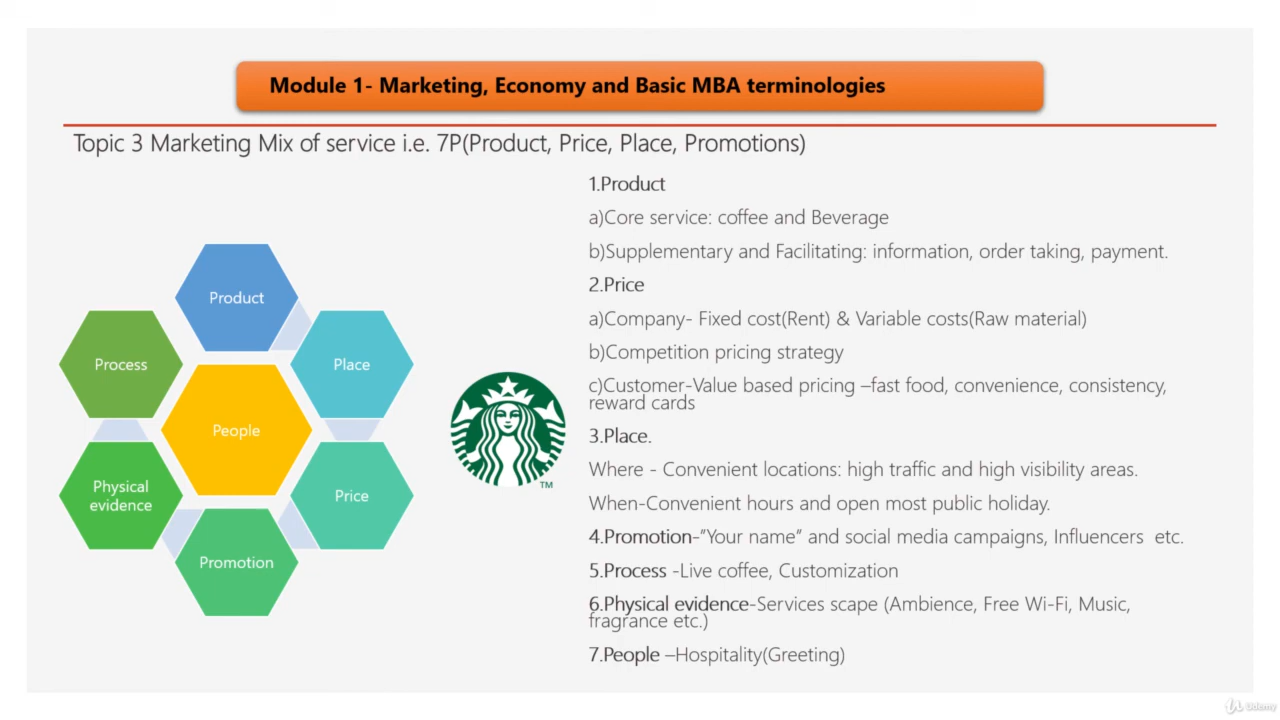 Module 1- Marketing, Economy and Basic MBA terminologies
Topic 3 Marketing Mix of service i.e. 7P(Product, Price, Place, Promotions)
Product
Process
Place
People
Physical
evidence
Price
Promotion
TM
1.Product
a)Core service: coffee and Beverage
b)Supplementary and Facilitating: information, order taking, payment.
2.Price
a)Company- Fixed cost(Rent) & Variable costs(Raw material)
b)Competition pricing strategy
c)Customer-Value based pricing –fast food, convenience, consistency,
reward cards
3.Place.
Where - Convenient locations: high traffic and high visibility areas.
When-Convenient hours and open most public holiday.
4.Promotion-”Your name” and social media campaigns, Influencers  etc.
5.Process -Live coffee, Customization
6.Physical evidence-Services scape (Ambience, Free Wi-Fi, Music,
fragrance etc.)
7.People –Hospitality(Greeting)
Udemy